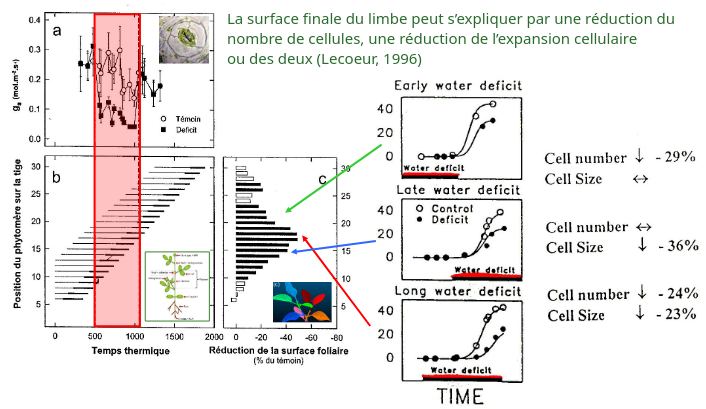 La surface finale du limbe peut s'expliquer par une réduction du
nombre de cellules, une réduction de l'expansion cellulaire
ou des deux (Lecoeur, 1996)
a
0.4
0.3
0.2
0.1
0.0
gs (mol.m-2.s-1)
Témoin
Deficit
b
30
25
20
15
10
5
Position du phytomère sur la tige
0 500 1000 1500 2000
Temps thermique
c
30
25
20
15
10
5
0 -20 -40 -60 -80
Réduction de la surface foliaire
(% du témoin)
Early water deficit
40
20
0
Water deficit
Cell number ↓ - 29%
Cell Size ↔
Late water deficit
40
20
0
Control
Deficit
Water deficit
Cell number ↔
Cell Size ↓ - 36%
Long water deficit
40
20
0
Water deficit
Cell number ↓ - 24%
Cell Size ↓ - 23%
TIME